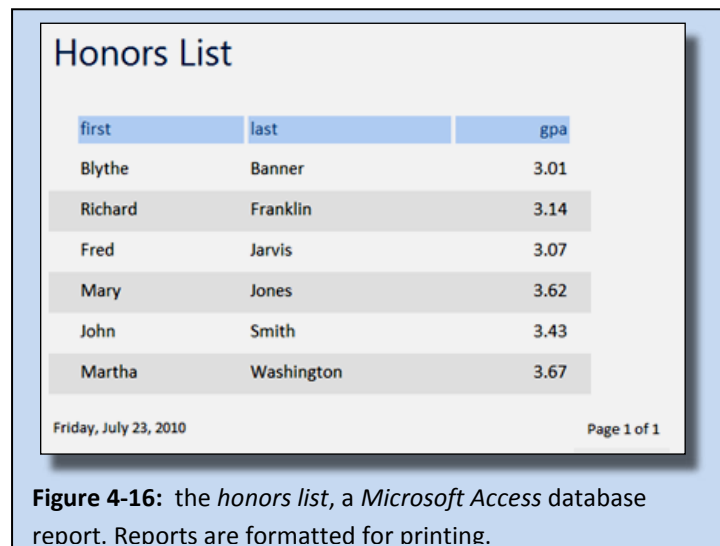 Honors List
first last gpa
Blythe Banner 3.01
Richard Franklin 3.14
Fred Jarvis 3.07
Mary Jones 3.62
John Smith 3.43
Martha Washington 3.67
Friday, July 23, 2010 Page 1 of 1
Figure 4-16: the honors list, a Microsoft Access database
report. Reports are formatted for printing.